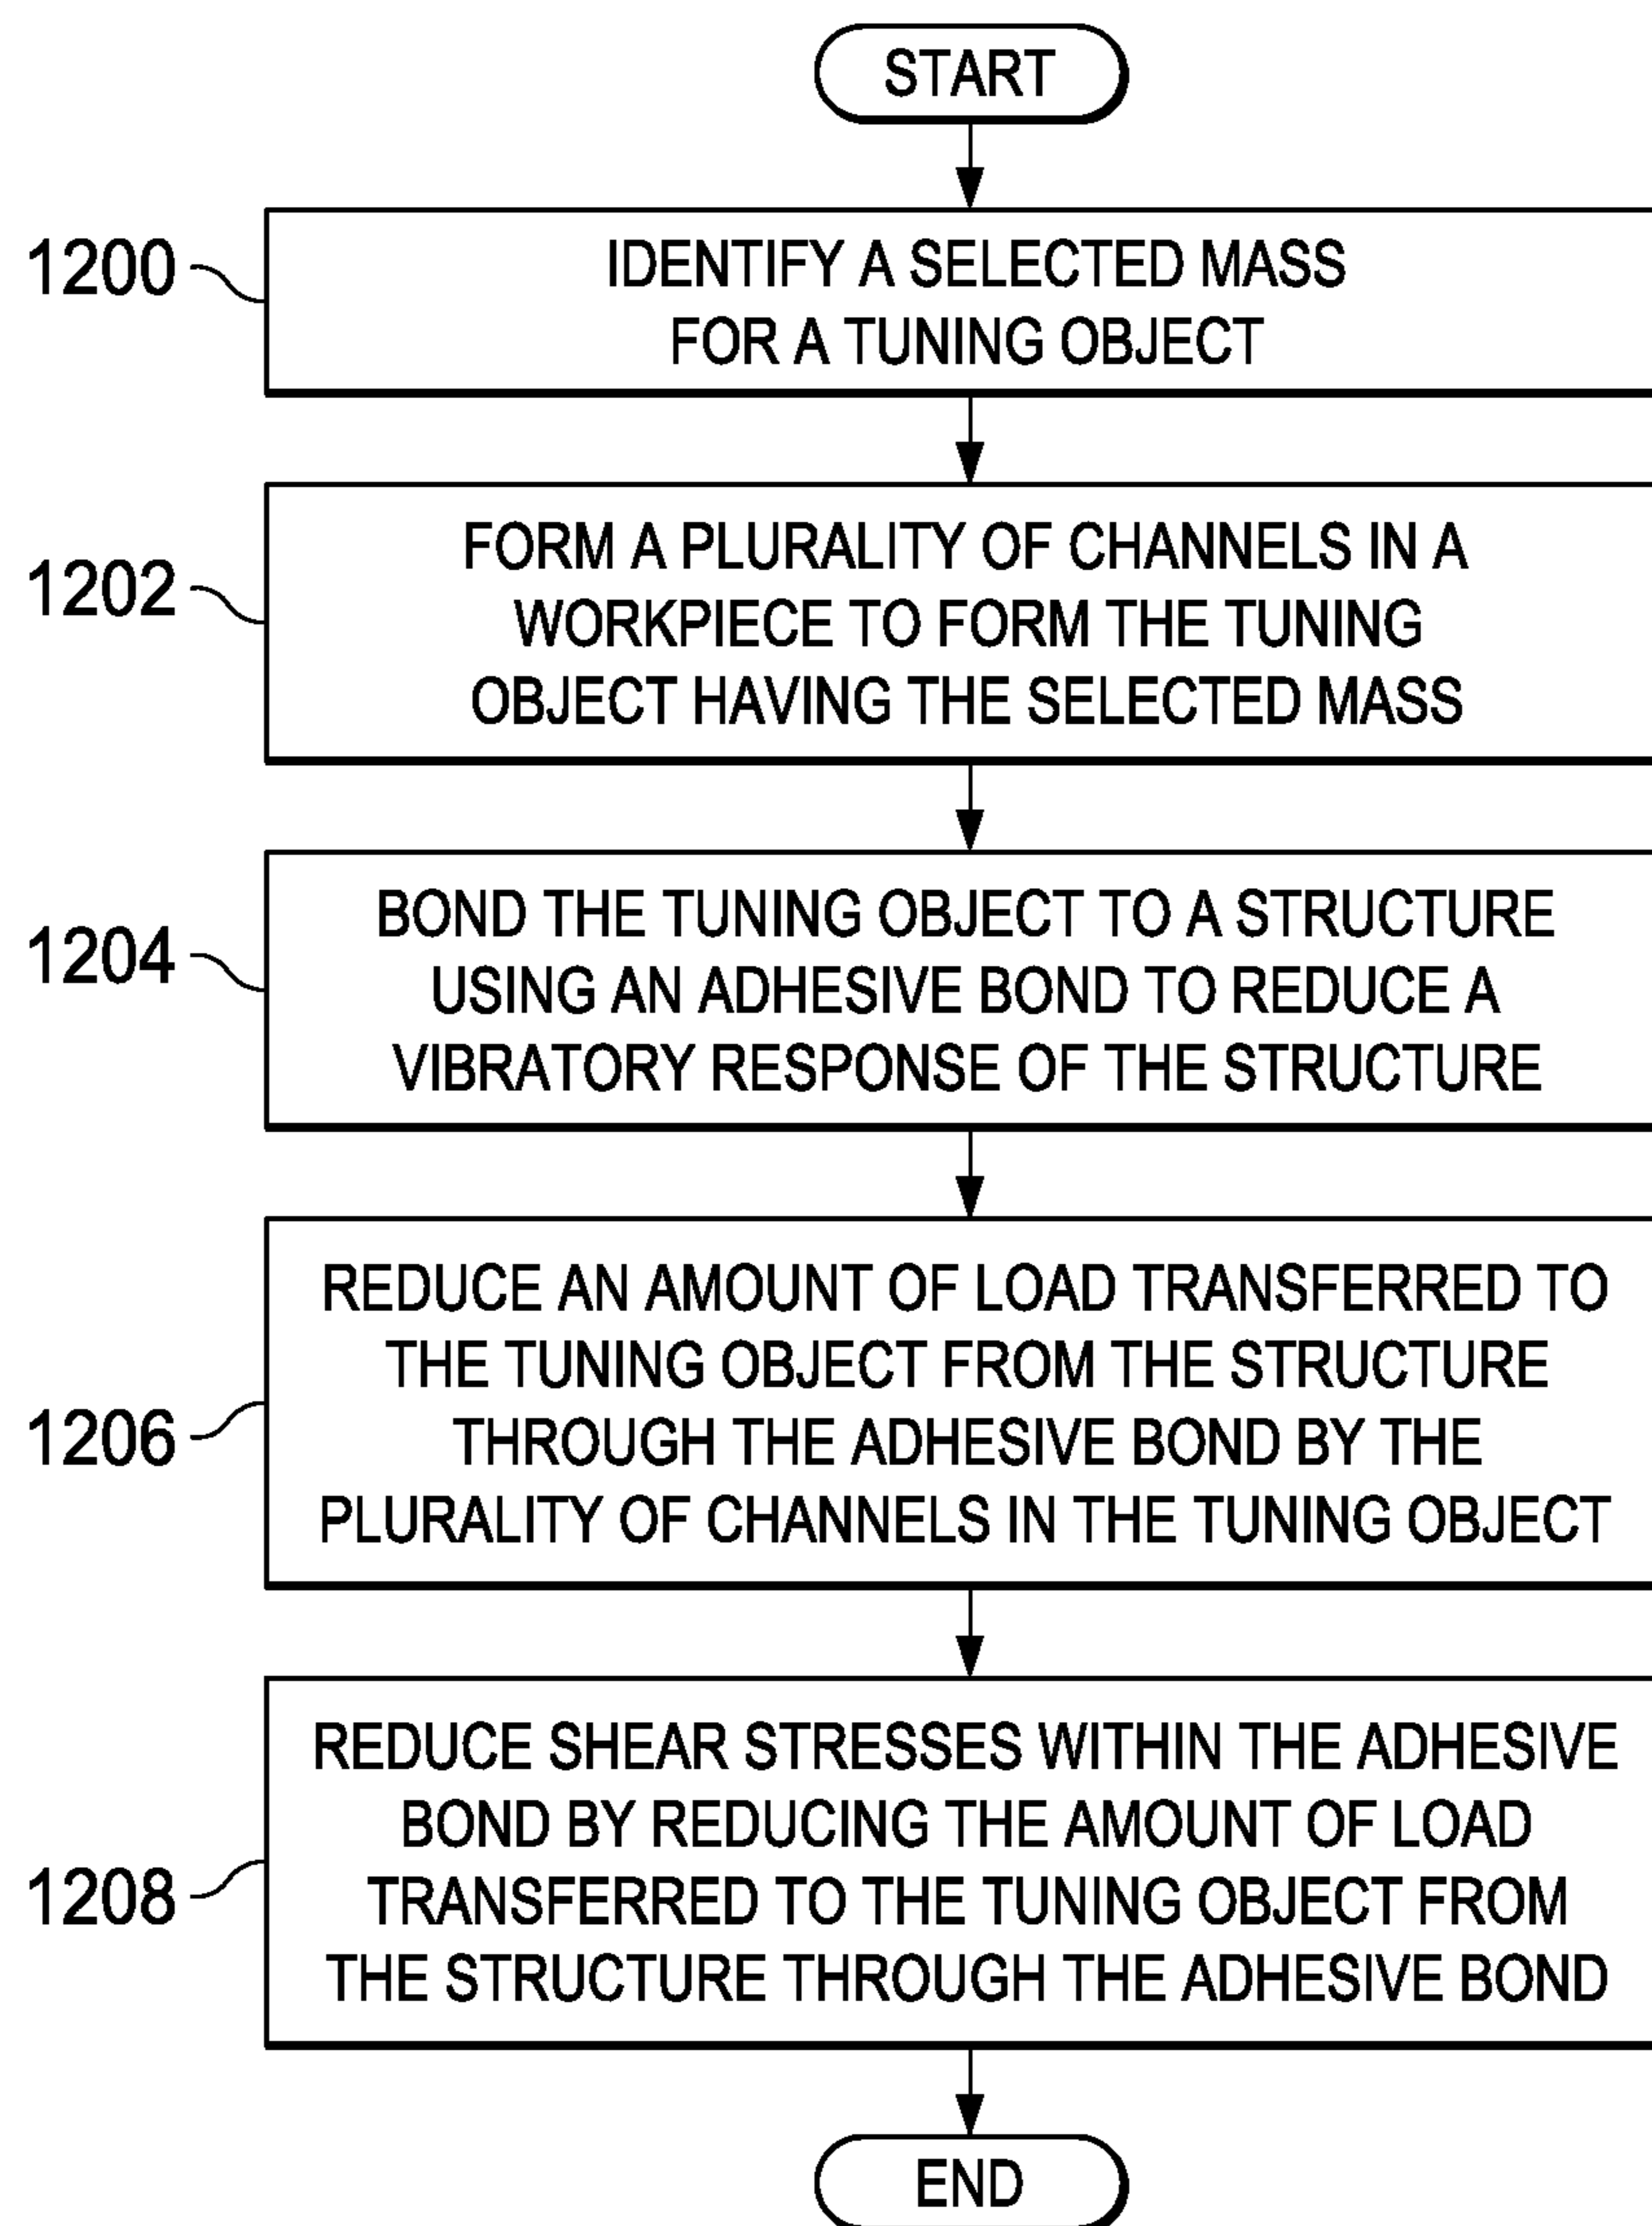 START
1200
IDENTIFY A SELECTED MASS
FOR A TUNING OBJECT
1202
FORM A PLURALITY OF CHANNELS IN A
WORKPIECE TO FORM THE TUNING
OBJECT HAVING THE SELECTED MASS
1204
BOND THE TUNING OBJECT TO A STRUCTURE
USING AN ADHESIVE BOND TO REDUCE A
VIBRATORY RESPONSE OF THE STRUCTURE
1206
REDUCE AN AMOUNT OF LOAD TRANSFERRED TO
THE TUNING OBJECT FROM THE STRUCTURE
THROUGH THE ADHESIVE BOND BY THE
PLURALITY OF CHANNELS IN THE TUNING OBJECT
1208
REDUCE SHEAR STRESSES WITHIN THE ADHESIVE
BOND BY REDUCING THE AMOUNT OF LOAD
TRANSFERRED TO THE TUNING OBJECT FROM
THE STRUCTURE THROUGH THE ADHESIVE BOND
END